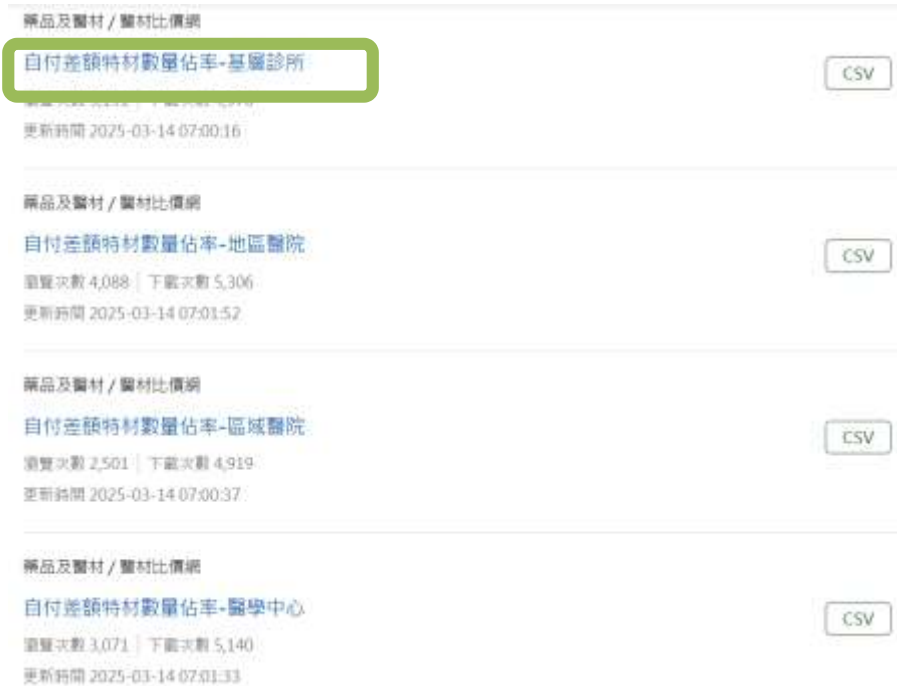 藥品及醫材 / 醫材比價網
自付差額特材數量佔率-基層診所
CSV
更新時間 2025-03-14 07:00:16
藥品及醫材 / 醫材比價網
自付差額特材數量佔率-地區醫院
CSV
瀏覽次數 4,088 | 下載次數 5,306
更新時間 2025-03-14 07:01:52
藥品及醫材 / 醫材比價網
自付差額特材數量佔率-區域醫院
CSV
瀏覽次數 2,501 | 下載次數 4,919
更新時間 2025-03-14 07:00:37
藥品及醫材 / 醫材比價網
自付差額特材數量佔率-醫學中心
CSV
瀏覽次數 3,071 | 下載次數 5,140
更新時間 2025-03-14 07:01:33